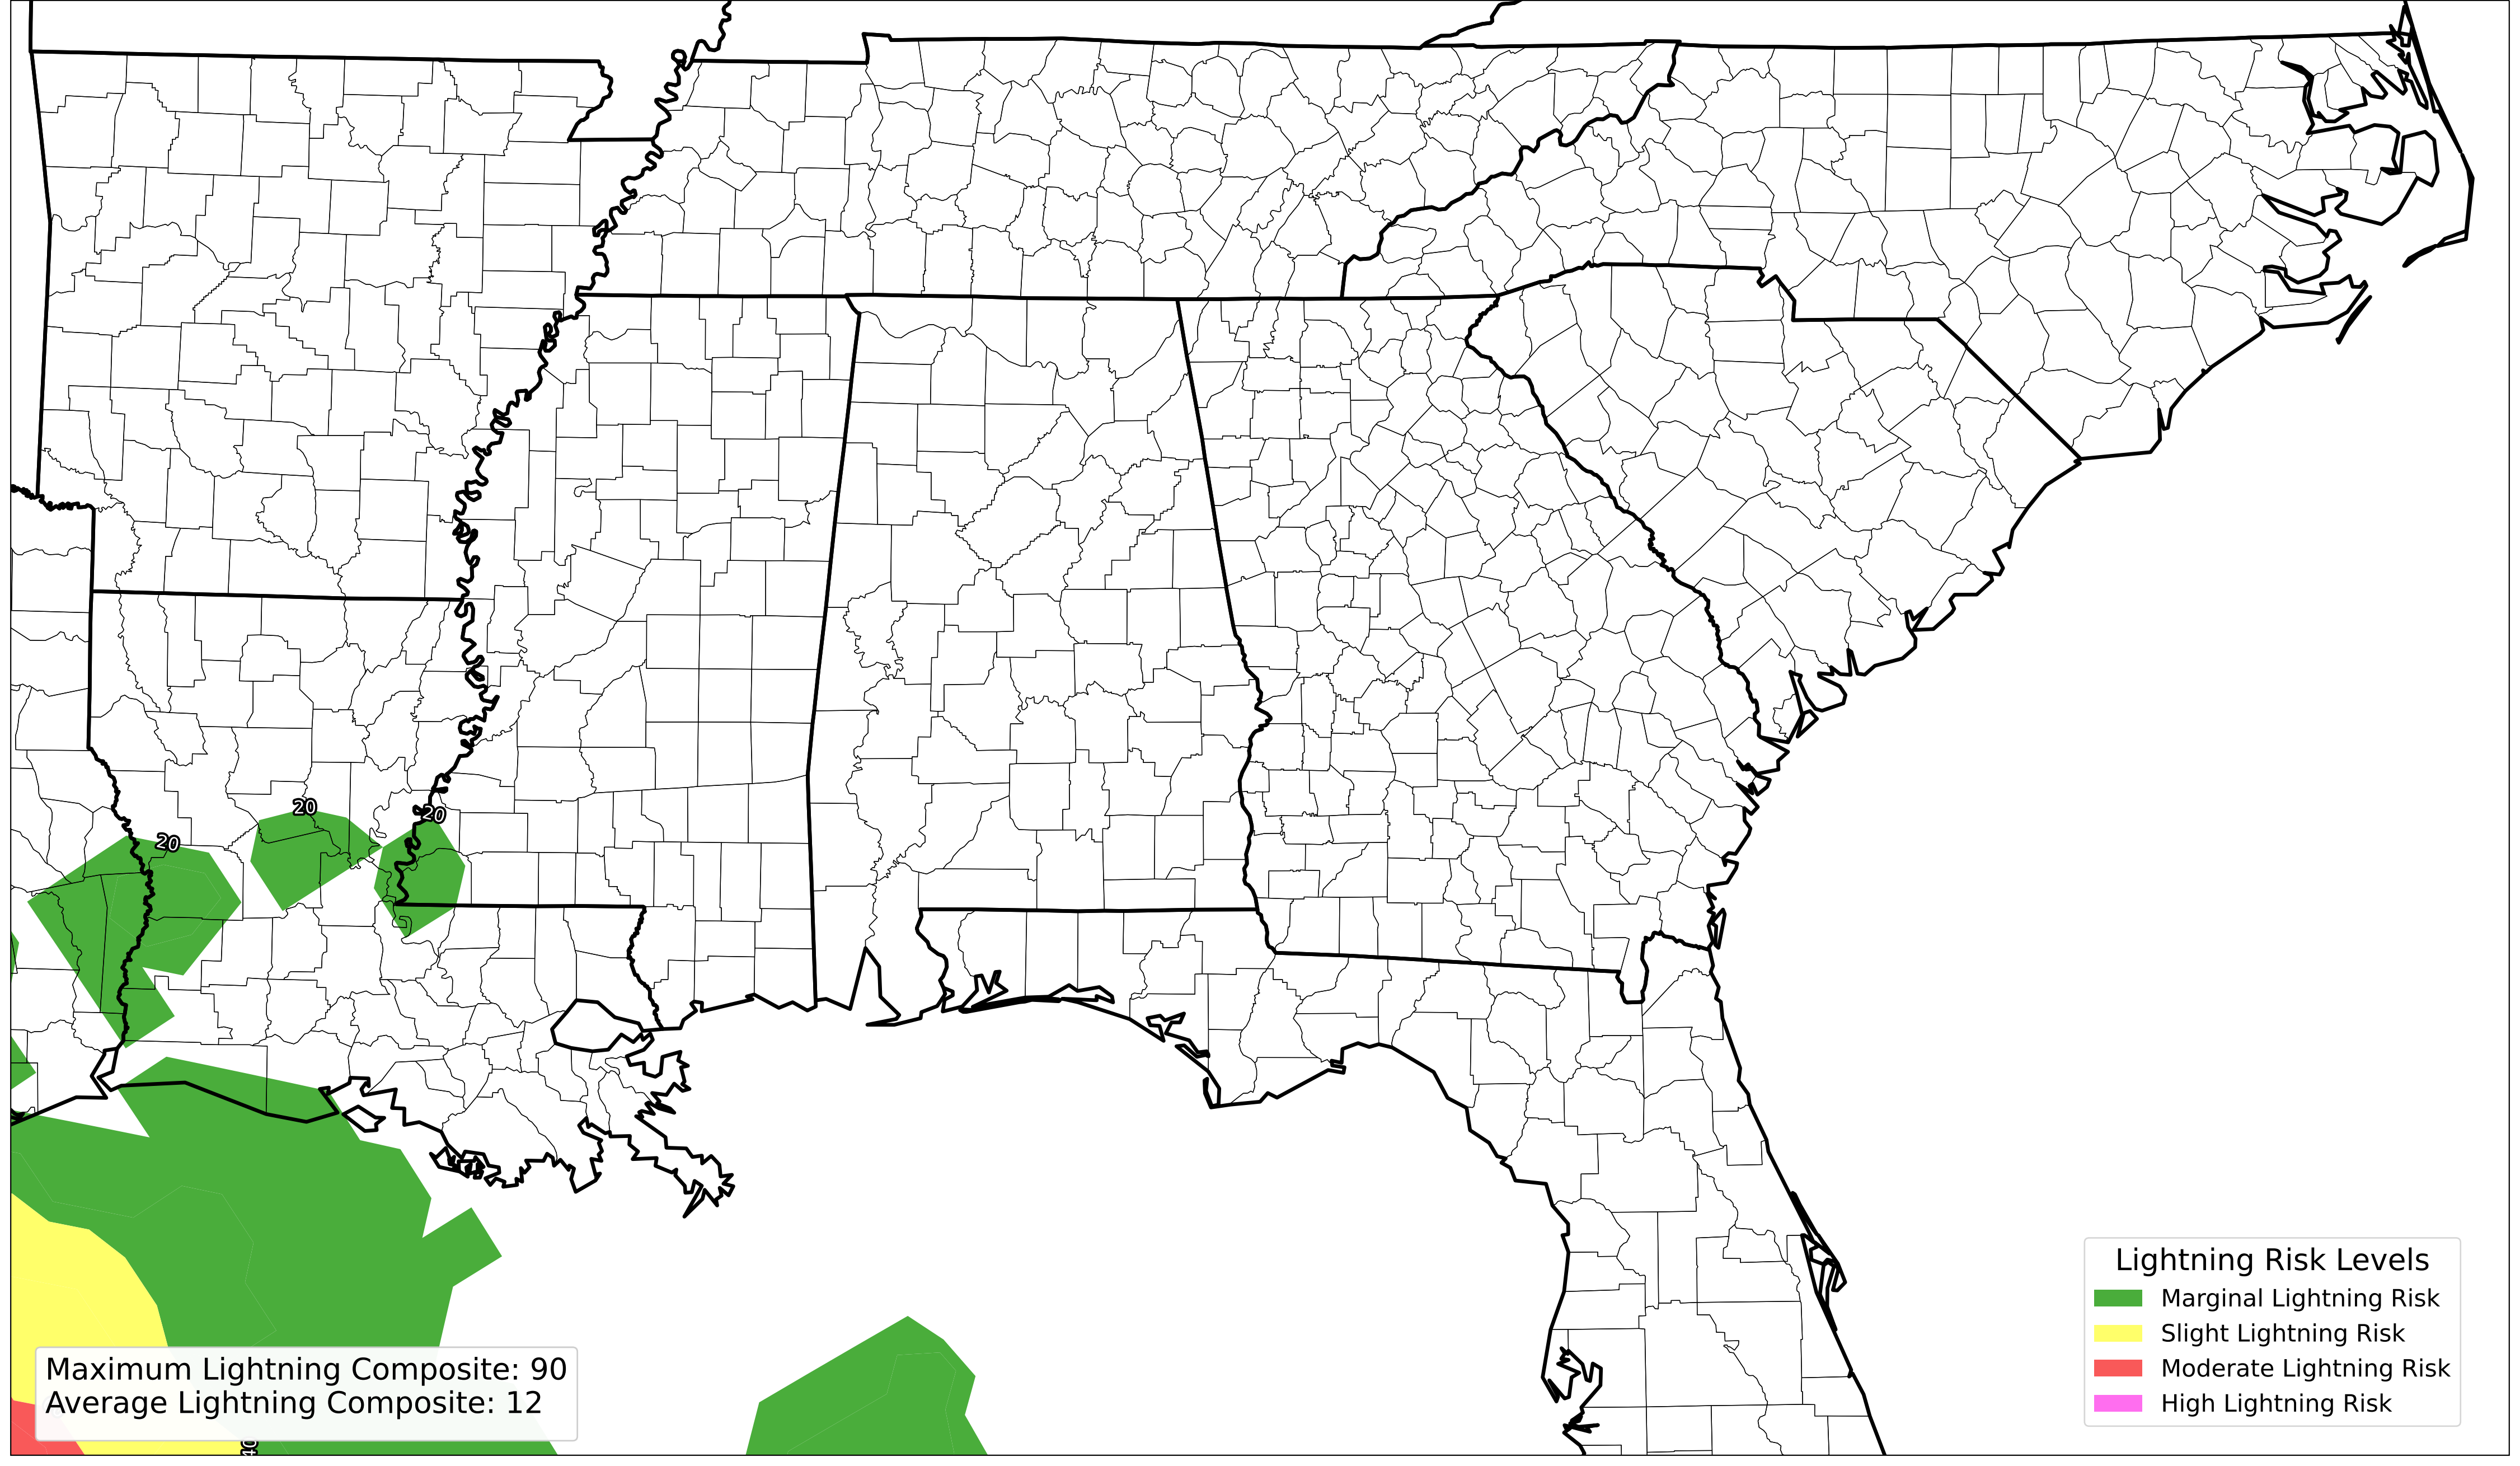 20
20
20
Lightning Risk Levels
Marginal Lightning Risk
Slight Lightning Risk
Moderate Lightning Risk
High Lightning Risk
Maximum Lightning Composite: 90
Average Lightning Composite: 12
40